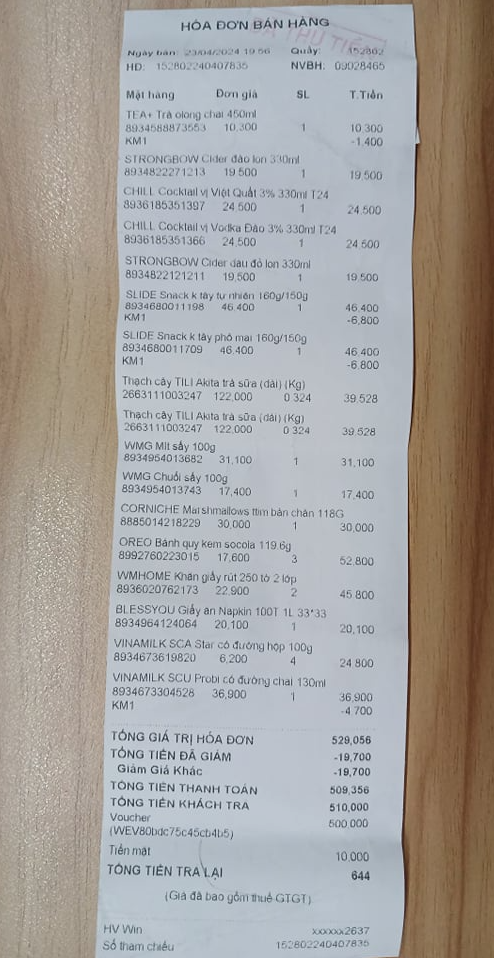 HÓA ĐƠN BÁN HÀNG
ĐÃ THU TIỀN
Ngày bán: 23/04/2024 19:56 Quầy: 152802
HĐ: 152802240407835 NVBH: 09028465
Mặt hàng Đơn giá SL T.Tiền
TEA+ Trà olong chai 450ml
8934588873553 10,300 1 10,300
KM1 -1,400
STRONGBOW Cider đào lon 330ml
8934822271213 19,500 1 19,500
CHILL Cocktail vị Việt Quất 3% 330ml T24
8936185351397 24,500 1 24,500
CHILL Cocktail vị Vodka Đào 3% 330ml T24
8936185351366 24,500 1 24,500
STRONGBOW Cider dâu đỏ lon 330ml
8934822121211 19,500 1 19,500
SLIDE Snack k tây tự nhiên 160g/150g
8934680011198 46,400 1 46,400
KM1 -6,800
SLIDE Snack k tây phô mai 160g/150g
8934680011709 46,400 1 46,400
KM1 -6,800
Thạch cây TILI Akita trà sữa (dài) (Kg)
2663111003247 122,000 0.324 39,528
Thạch cây TILI Akita trà sữa (dài) (Kg)
2663111003247 122,000 0.324 39,528
WMG Mít sấy 100g
8934954013682 31,100 1 31,100
WMG Chuối sấy 100g
8934954013743 17,400 1 17,400
CORNICHE Marshmallows ttim bàn chân 118G
8885014218229 30,000 1 30,000
OREO Bánh quy kem socola 119.6g
8992760223015 17,600 3 52,800
WMHOME Khăn giấy rút 250 tờ 2 lớp
8936020762173 22,900 2 45,800
BLESSYOU Giấy ăn Napkin 100T 1L 33*33
8934964124064 20,100 1 20,100
VINAMILK SCA Star có đường hộp 100g
8934673619820 6,200 4 24,800
VINAMILK SCU Probi có đường chai 130ml
8934673304528 36,900 1 36,900
KM1 -4,700
TỔNG GIÁ TRỊ HÓA ĐƠN 529,056
TỔNG TIỀN ĐÃ GIẢM -19,700
Giảm Giá Khác -19,700
TỔNG TIỀN THANH TOÁN 509,356
TỔNG TIỀN KHÁCH TRẢ 510,000
Voucher 500,000
(WEV80bdc75c45cb4b5)
Tiền mặt 10,000
TỔNG TIỀN TRẢ LẠI 644
(Giá đã bao gồm thuế GTGT)
HV Win xxxxxx2637
Số tham chiếu 152802240407835